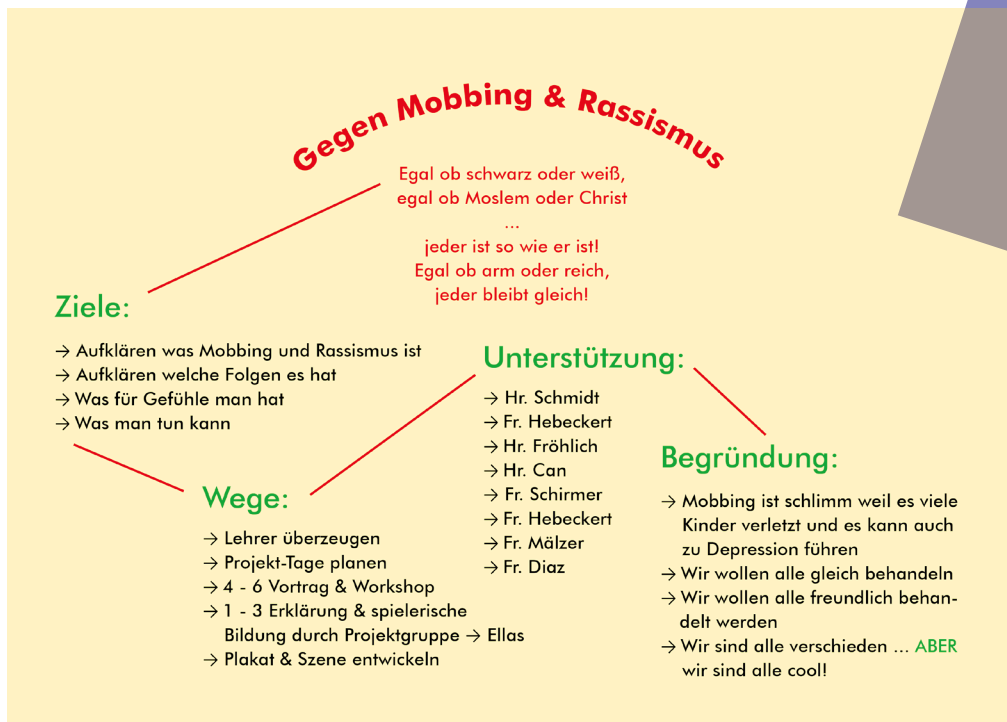 Gegen Mobbing & Rassismus
Egal ob schwarz oder weiß,
egal ob Moslem oder Christ
...
jeder ist so wie er ist!
Egal ob arm oder reich,
jeder bleibt gleich!
Ziele:
→ Aufklären was Mobbing und Rassismus ist
→ Aufklären welche Folgen es hat
→ Was für Gefühle man hat
→ Was man tun kann
Wege:
→ Lehrer überzeugen
→ Projekt-Tage planen
→ 4 - 6 Vortrag & Workshop
→ 1 - 3 Erklärung & spielerische
Bildung durch Projektgruppe → Ellas
→ Plakat & Szene entwickeln
Unterstützung:
→ Hr. Schmidt
→ Fr. Hebeckert
→ Hr. Fröhlich
→ Hr. Can
→ Fr. Schirmer
→ Fr. Hebeckert
→ Fr. Mälzer
→ Fr. Diaz
Begründung:
→ Mobbing ist schlimm weil es viele
Kinder verletzt und es kann auch
zu Depression führen
→ Wir wollen alle gleich behandeln
→ Wir wollen alle freundlich behan-
delt werden
→ Wir sind alle verschieden ... ABER
wir sind alle cool!